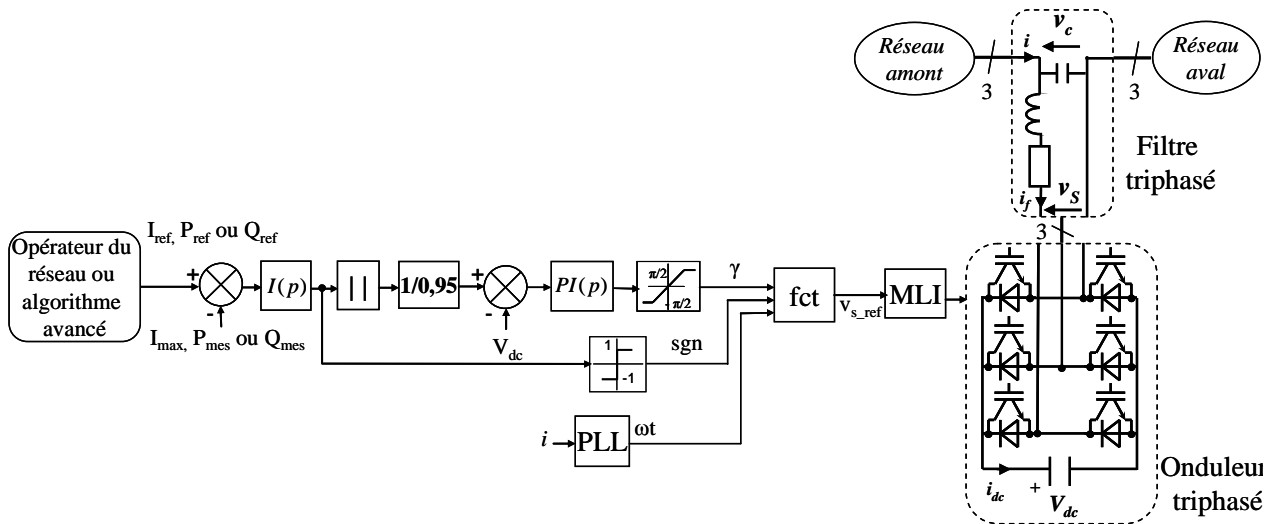 Réseau
amont
3
i
v_c
3
Réseau
aval
Filtre
triphasé
i_f
v_S
3
Opérateur du
réseau ou
algorithme
avancé
I_ref, P_ref ou Q_ref
+
-
I_max, P_mes ou Q_mes
I(p)
| |
1/0,95
+
-
V_dc
PI(p)
π/2
-π/2
γ
fct
v_s_ref
MLI
1
-1
sgn
i
PLL
ωt
i_dc
+
V_dc
Onduleur
triphasé